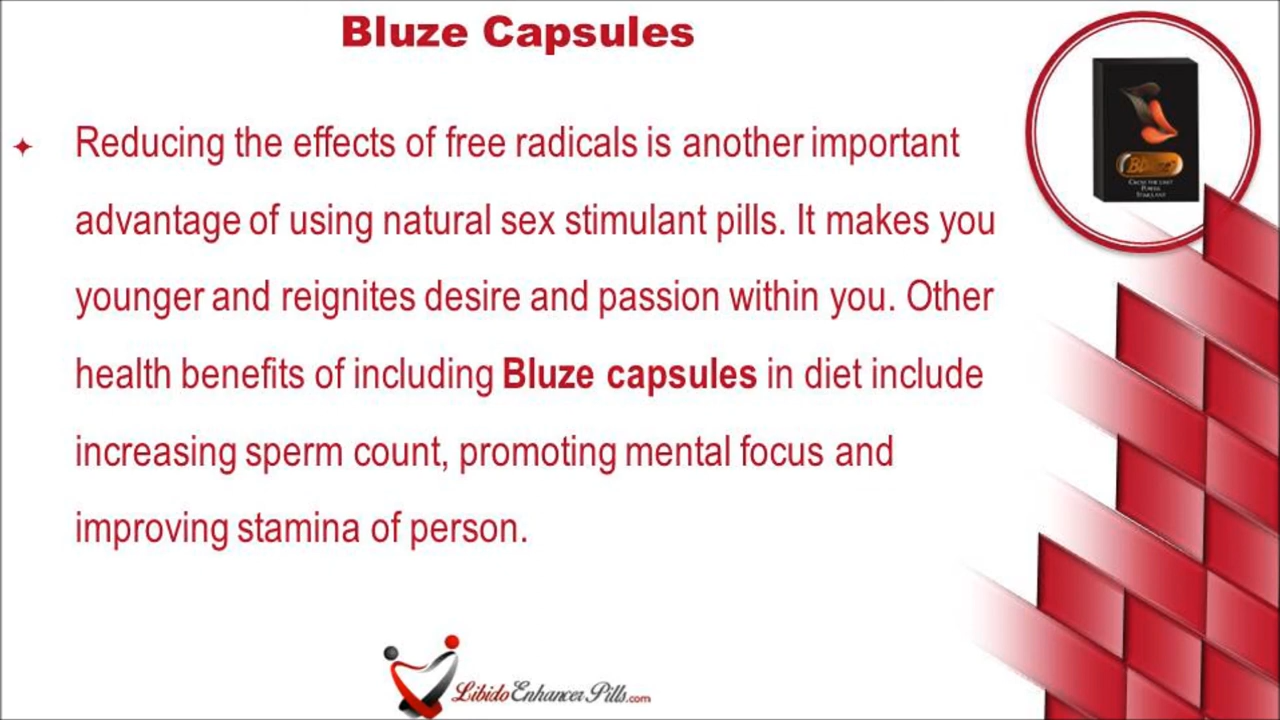 Bluze Capsules
Reducing the effects of free radicals is another important
advantage of using natural sex stimulant pills. It makes you
younger and reignites desire and passion within you. Other
health benefits of including Bluze capsules in diet include
increasing sperm count, promoting mental focus and
improving stamina of person.
Bluze
LibidoEnhancerPills.com